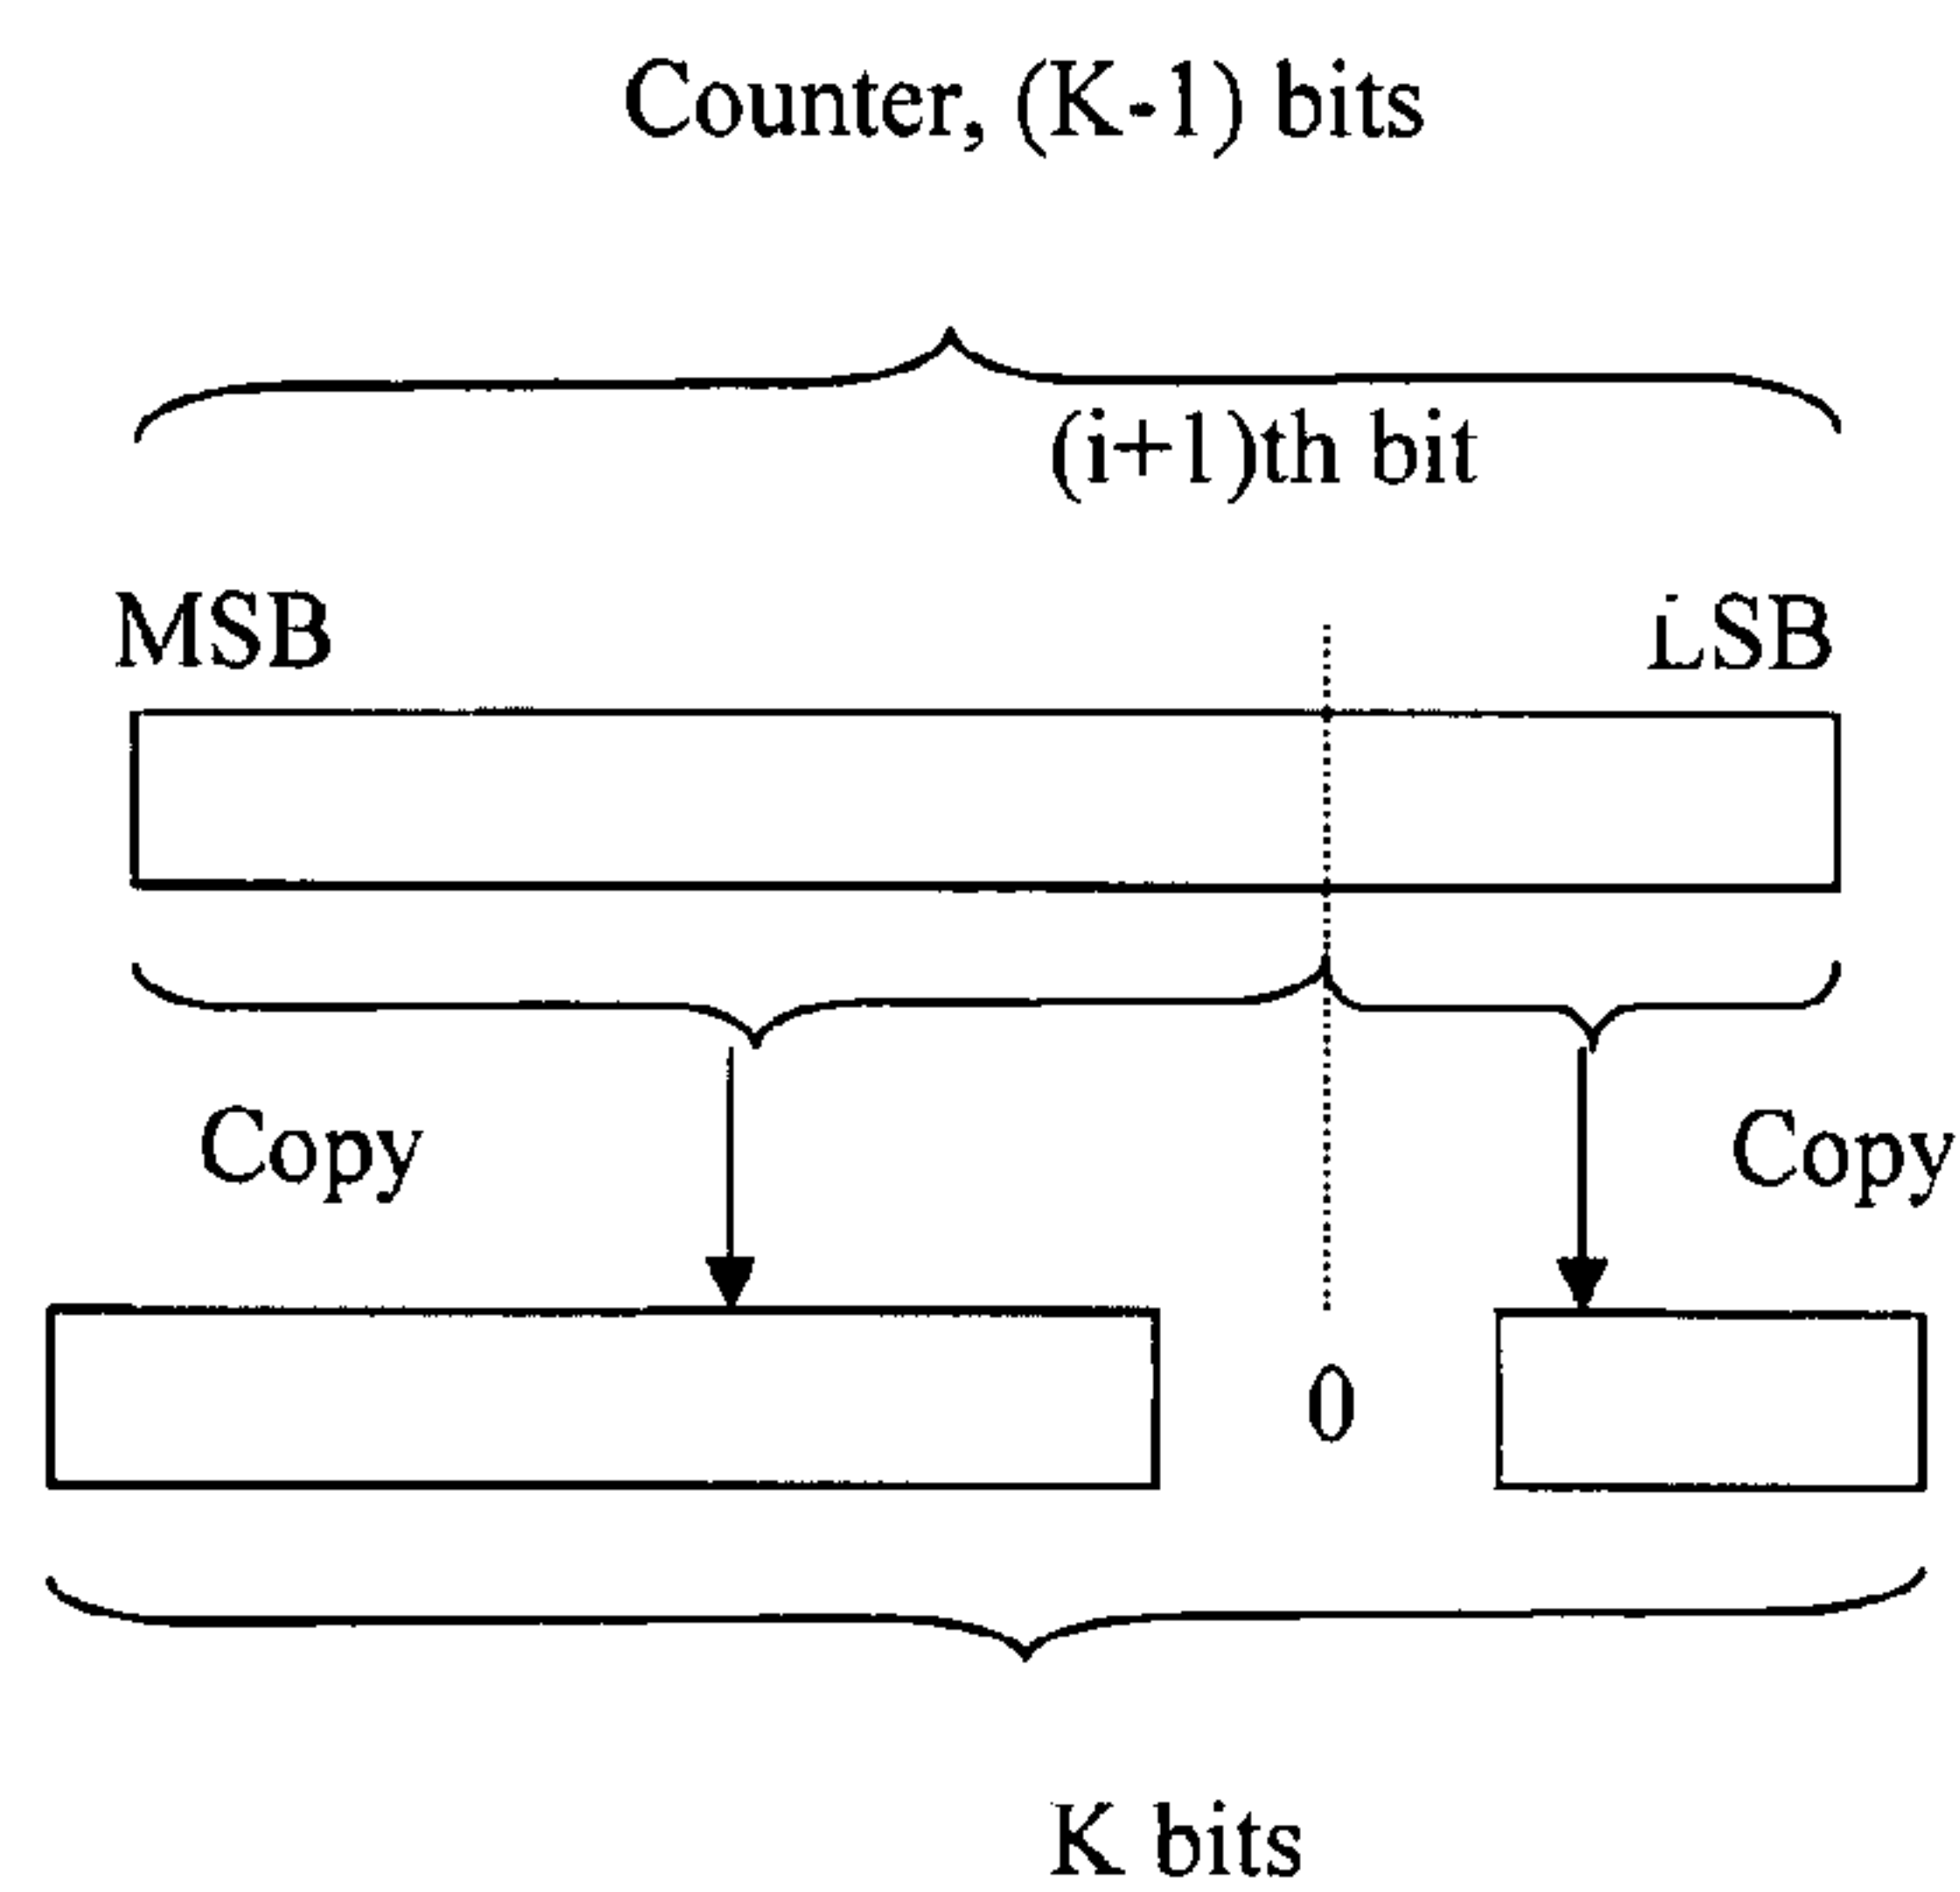 Counter, (K-1) bits
(i+1)th bit
MSB LSB
Copy Copy
0
K bits